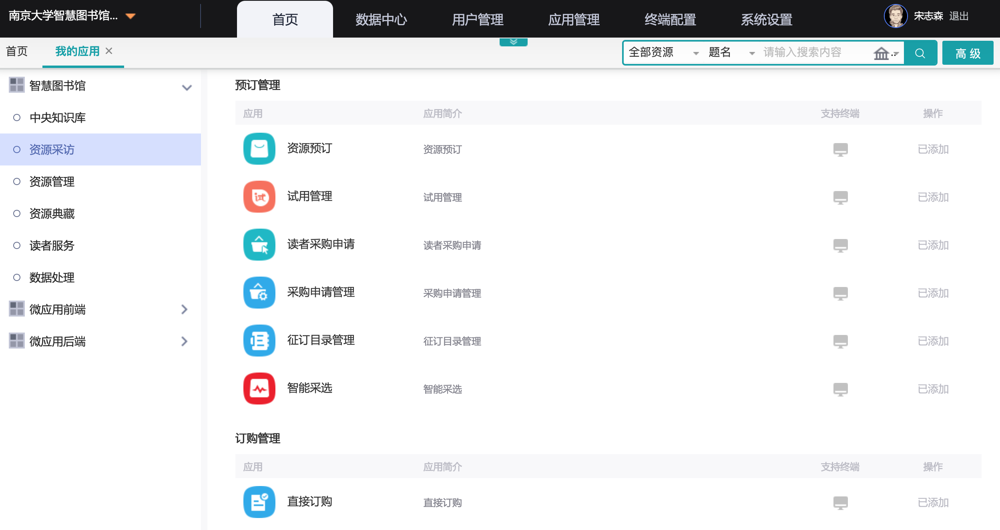 南京大学智慧图书馆...
首页 数据中心 用户管理 应用管理 终端配置 系统设置
宋志森 退出
首页 我的应用
全部资源 题名 请输入搜索内容 .. 高级
智慧图书馆
中央知识库
资源采访
资源管理
资源典藏
读者服务
数据处理
微应用前端
微应用后端
预订管理
应用 应用简介 支持终端 操作
资源预订 资源预订 已添加
试
试用管理 试用管理 已添加
读者采购申请 读者采购申请 已添加
采购申请管理 采购申请管理 已添加
征订目录管理 征订目录管理 已添加
智能采选 智能采选 已添加
订购管理
应用 应用简介 支持终端 操作
直接订购 直接订购 已添加